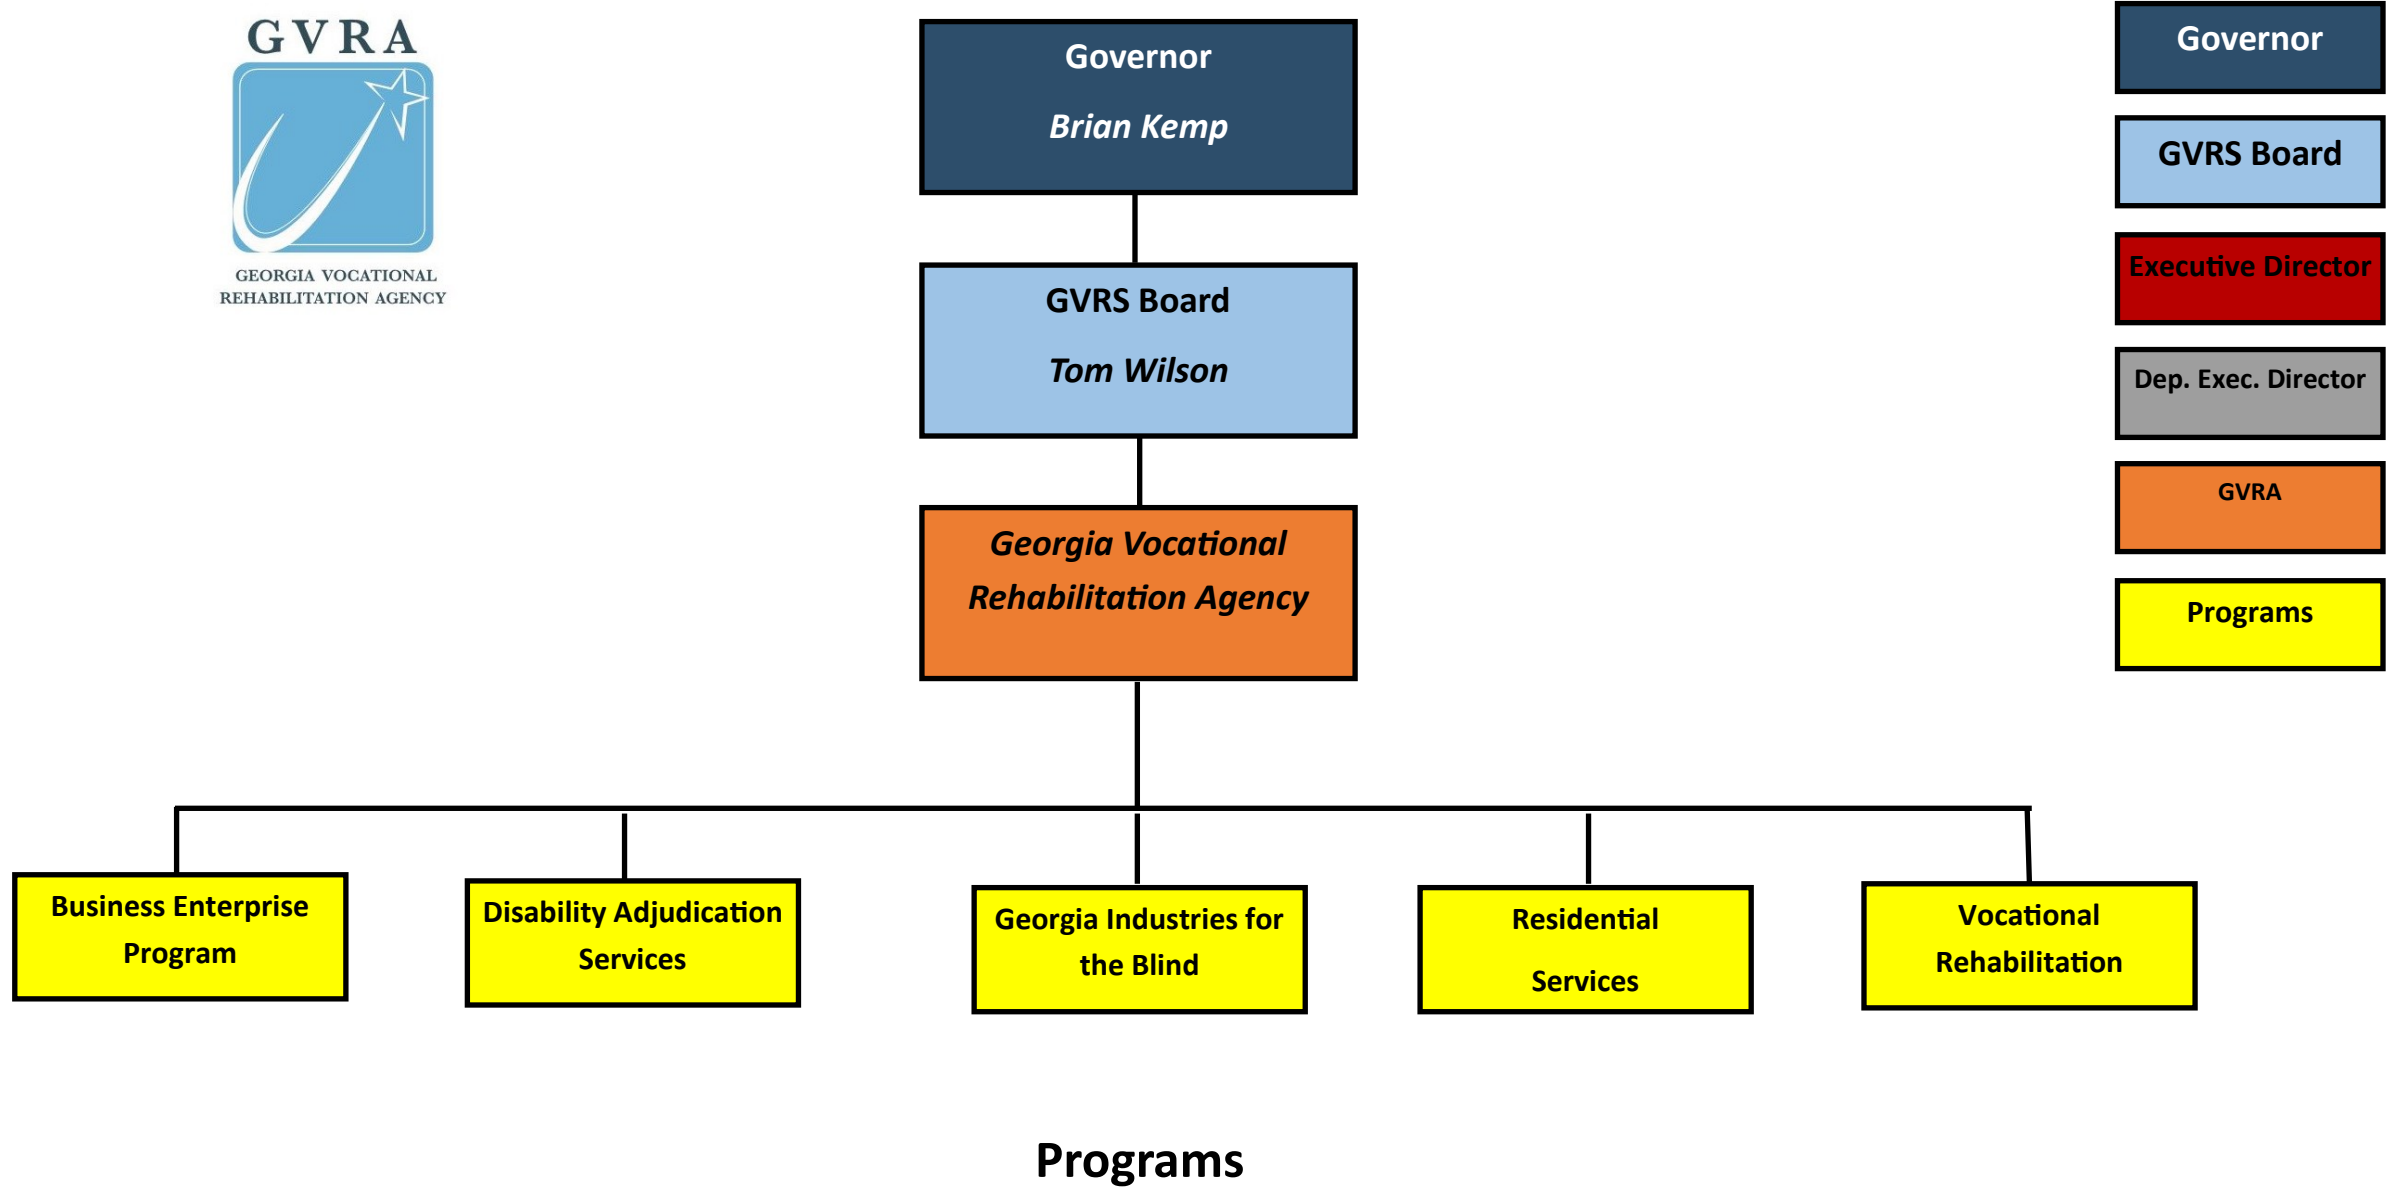 GVRA
GEORGIA VOCATIONAL
REHABILITATION AGENCY
Governor
Brian Kemp
GVRS Board
Tom Wilson
Georgia Vocational
Rehabilitation Agency
Business Enterprise
Program
Disability Adjudication
Services
Georgia Industries for
the Blind
Residential
Services
Vocational
Rehabilitation
Governor
GVRS Board
Executive Director
Dep. Exec. Director
GVRA
Programs
Programs